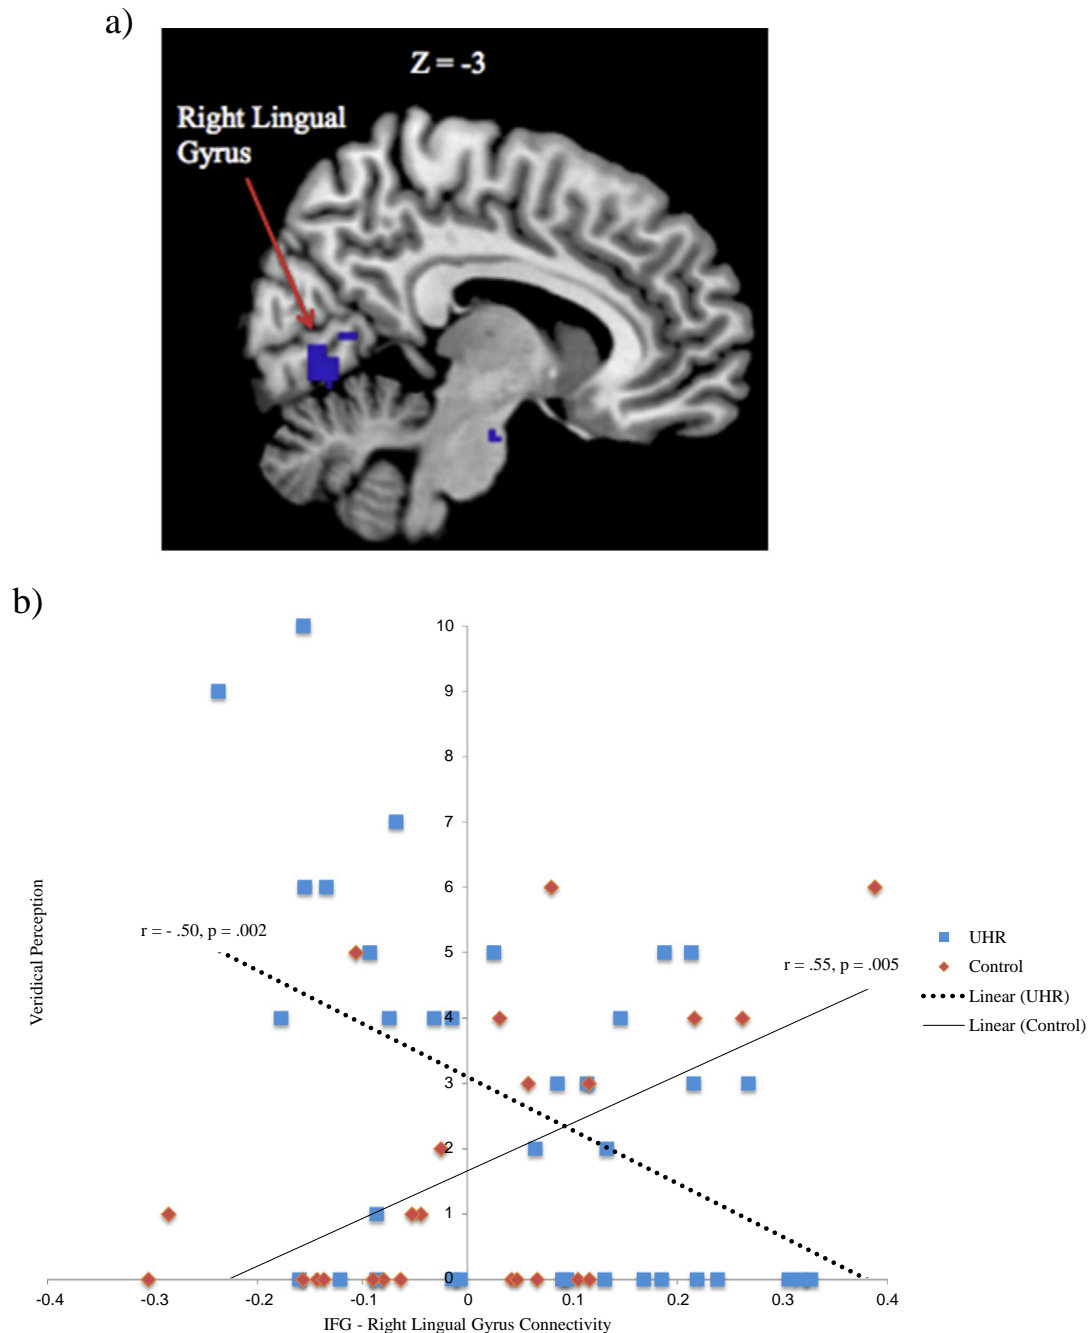 a)
Z = -3
Right Lingual
Gyrus
b)
10
9
8
7
6
5
4
3
2
1
0
-0.4
-0.3
-0.2
-0.1
0
0.1
0.2
0.3
0.4
Veridical Perception
IFG - Right Lingual Gyrus Connectivity
r = - .50, p = .002
r = .55, p = .005
UHR
Control
Linear (UHR)
Linear (Control)